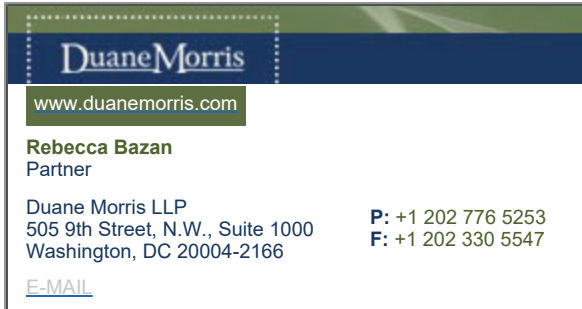 DuaneMorris
www.duanemorris.com
Rebecca Bazan
Partner
Duane Morris LLP
505 9th Street, N.W., Suite 1000
Washington, DC 20004-2166
P: +1 202 776 5253
F: +1 202 330 5547
E-MAIL